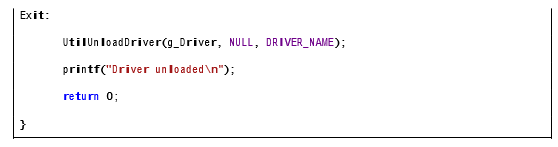 Exit:
UtilUnloadDriver(g_Driver, NULL, DRIVER_NAME);
printf("Driver unloaded\n");
return 0;
}